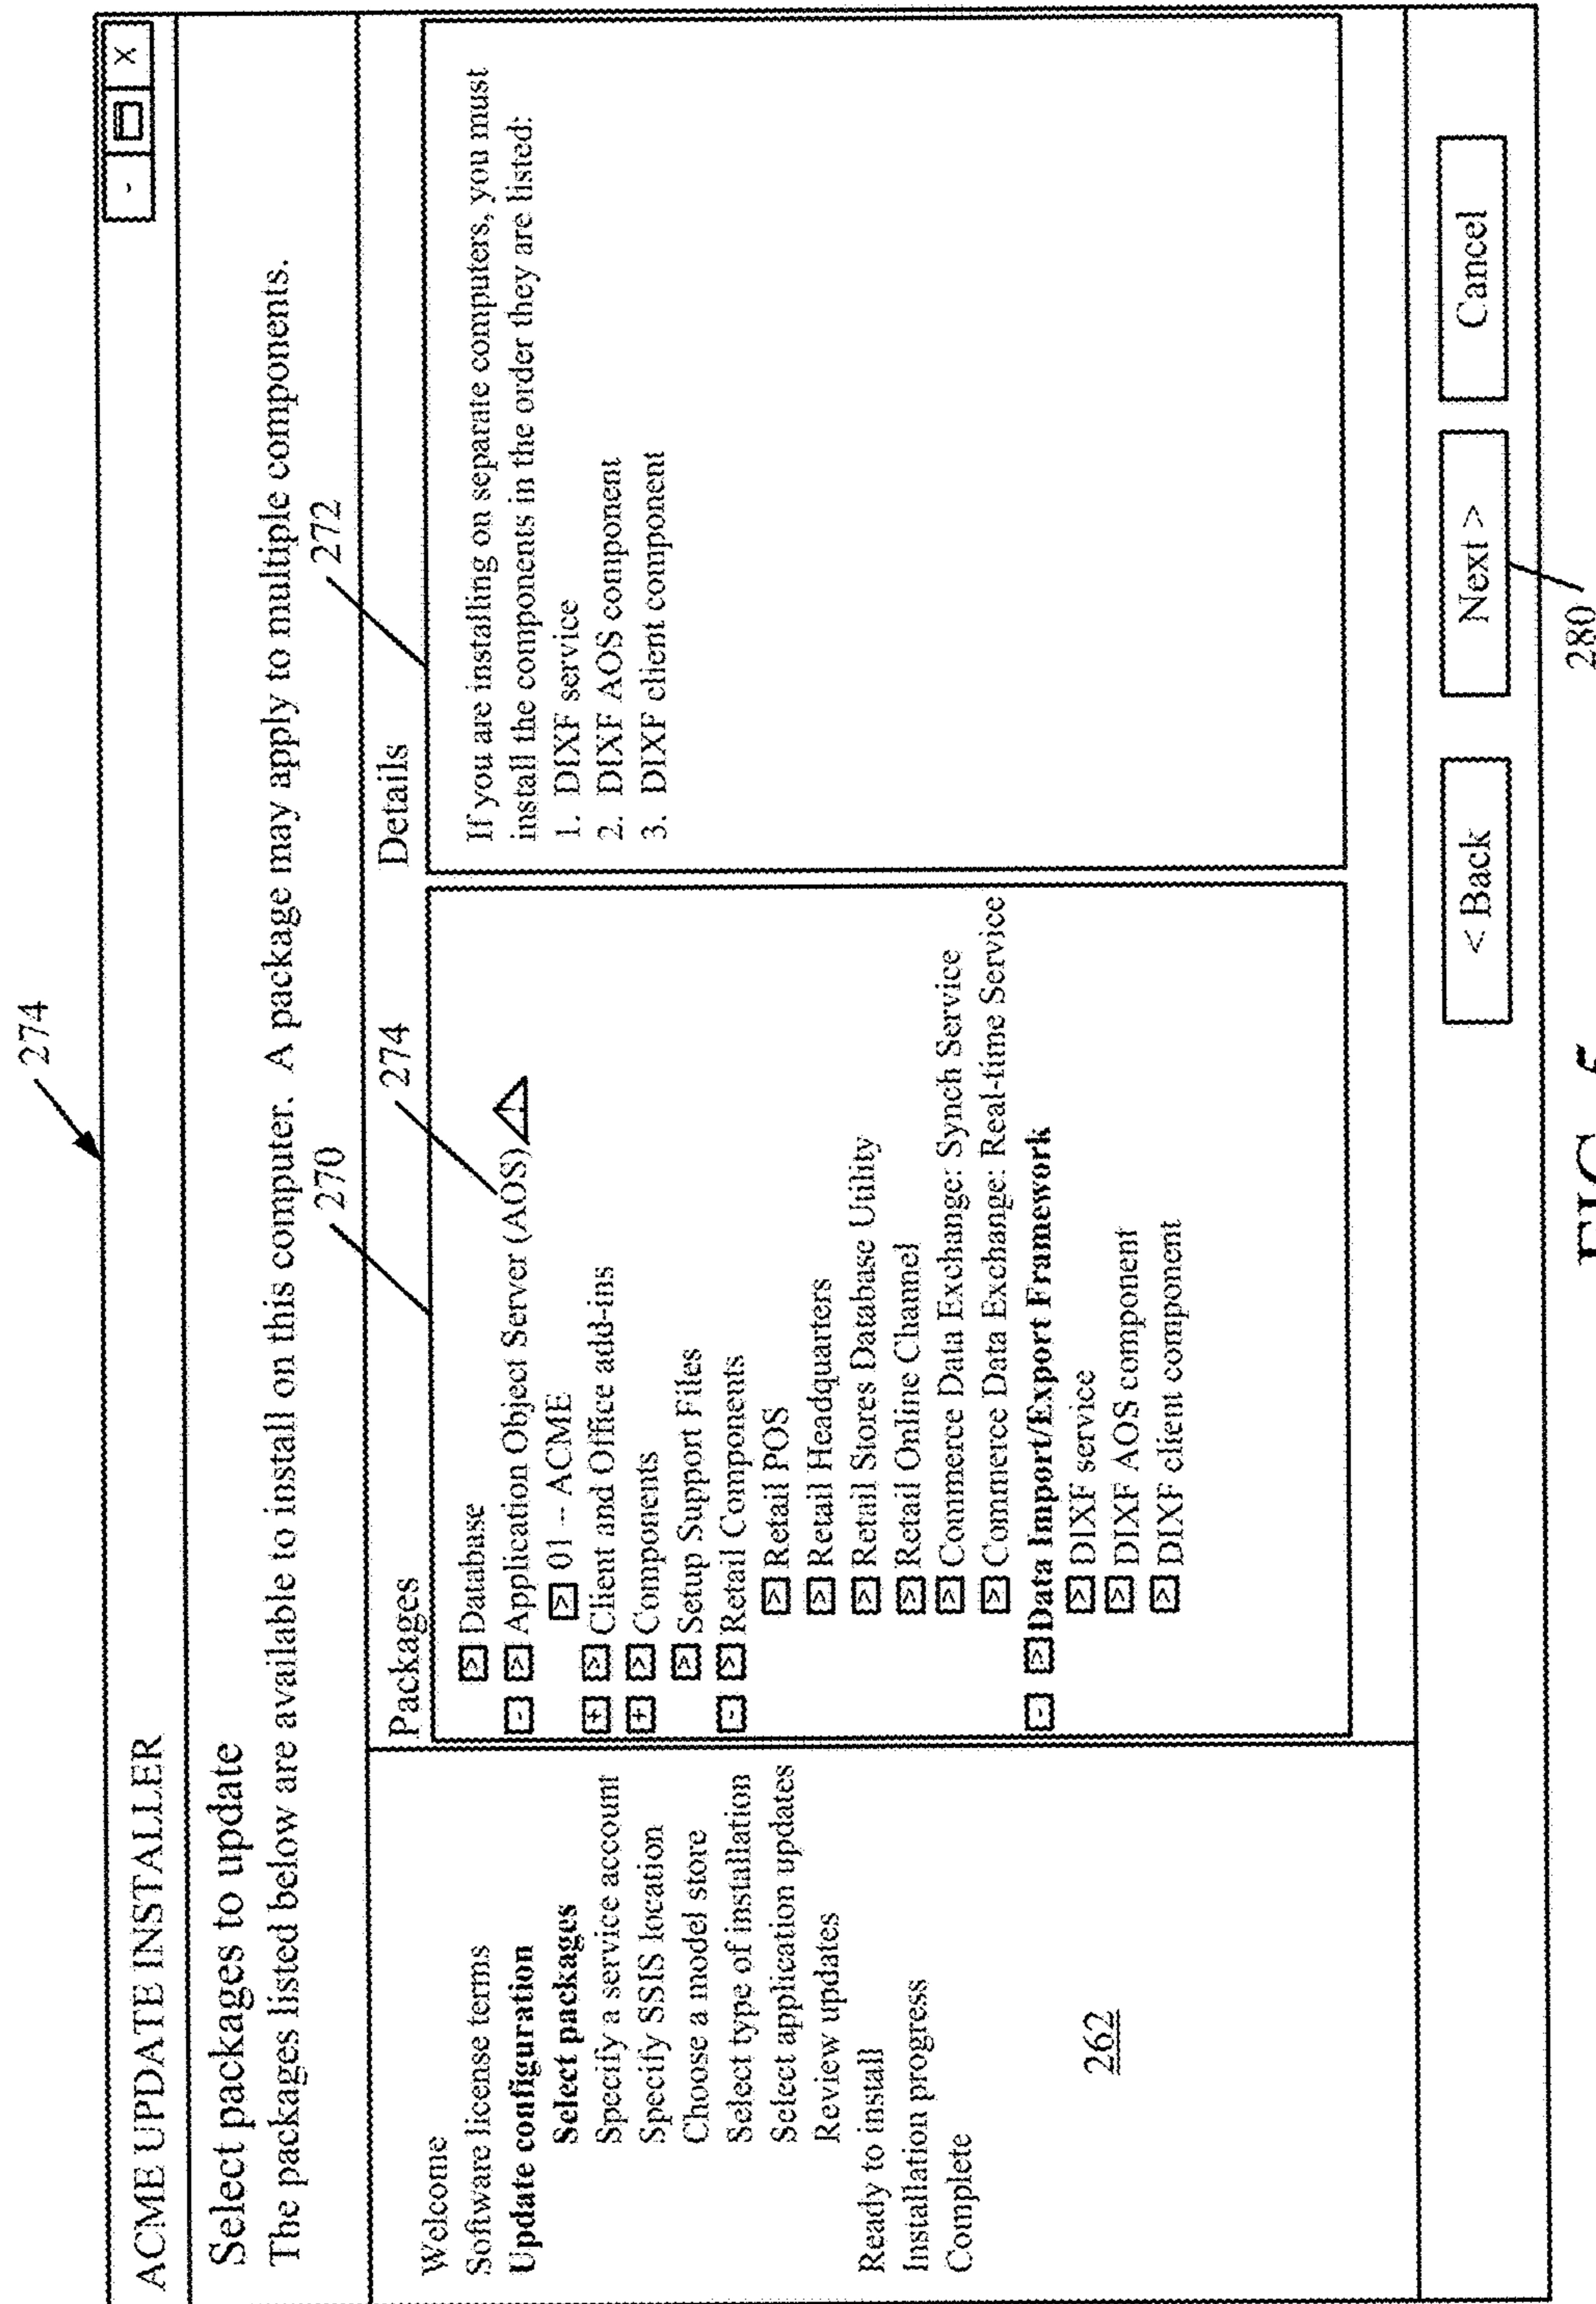 274
ACME UPDATE INSTALLER
- X
Select packages to update
The packages listed below are available to install on this computer. A package may apply to multiple components.
270
274
272
Welcome
Software license terms
Update configuration
Select packages
Specify a service account
Specify SSIS location
Choose a model store
Select type of installation
Select application updates
Review updates
Ready to install
Installation progress
Complete
262
Packages
Database
- Application Object Server (AOS) !
01 – ACME
+ Client and Office add-ins
+ Components
Setup Support Files
- Retail Components
Retail POS
Retail Headquarters
Retail Stores Database Utility
Retail Online Channel
Commerce Data Exchange: Synch Service
Commerce Data Exchange: Real-time Service
- Data Import/Export Framework
DIXF service
DIXF AOS component
DIXF client component
Details
If you are installing on separate computers, you must
install the components in the order they are listed:
1. DIXF service
2. DIXF AOS component
3. DIXF client component
< Back
Next >
Cancel
280